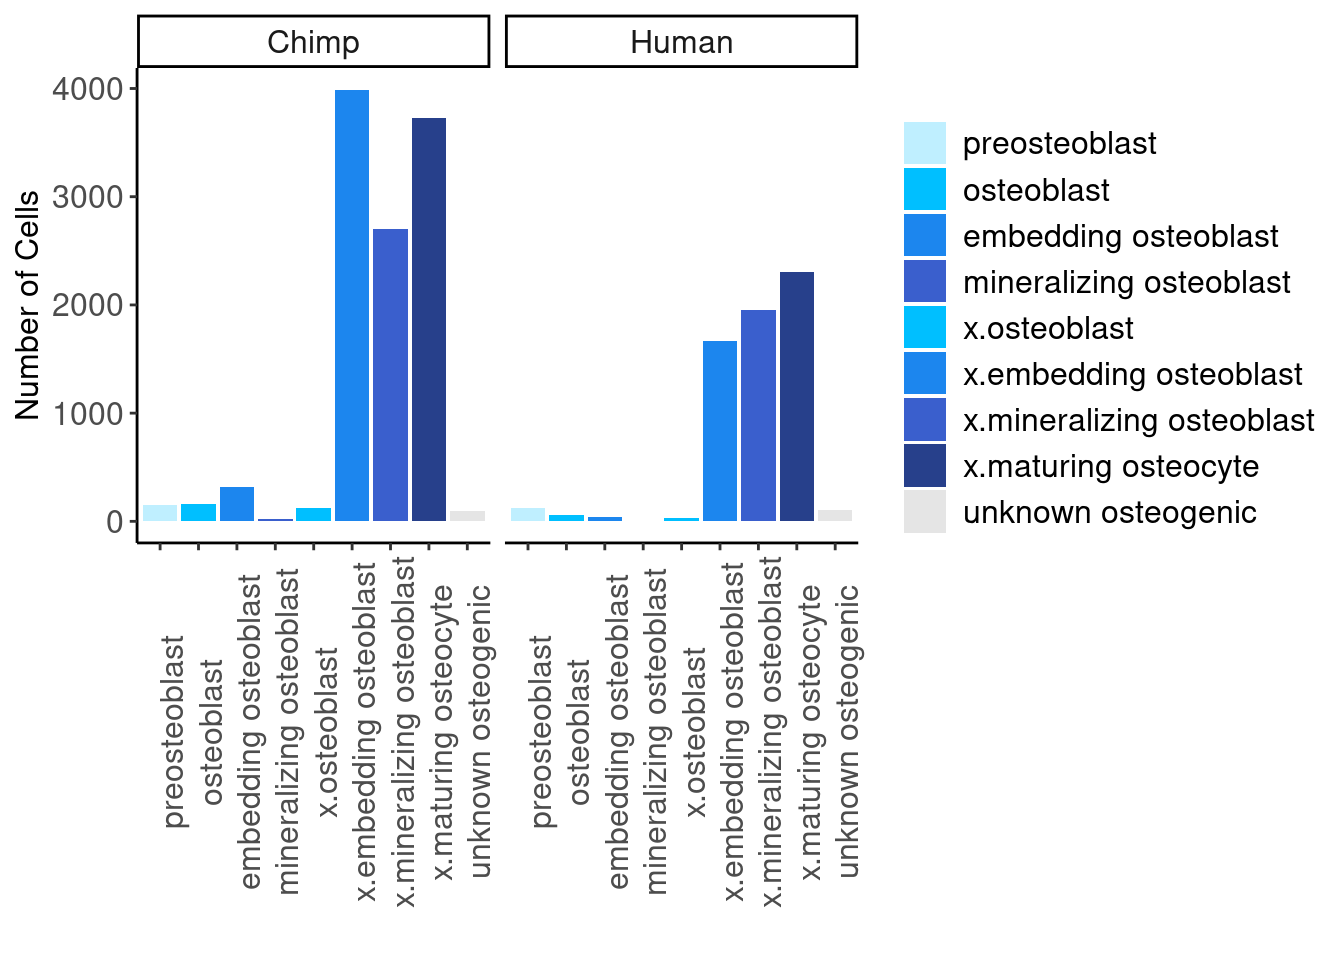 Chimp
Human
Number of Cells
4000
3000
2000
1000
0
preosteoblast
osteoblast
embedding osteoblast
mineralizing osteoblast
x.osteoblast
x.embedding osteoblast
x.mineralizing osteoblast
x.maturing osteocyte
unknown osteogenic
preosteoblast
osteoblast
embedding osteoblast
mineralizing osteoblast
x.osteoblast
x.embedding osteoblast
x.mineralizing osteoblast
x.maturing osteocyte
unknown osteogenic
preosteoblast
osteoblast
embedding osteoblast
mineralizing osteoblast
x.osteoblast
x.embedding osteoblast
x.mineralizing osteoblast
x.maturing osteocyte
unknown osteogenic